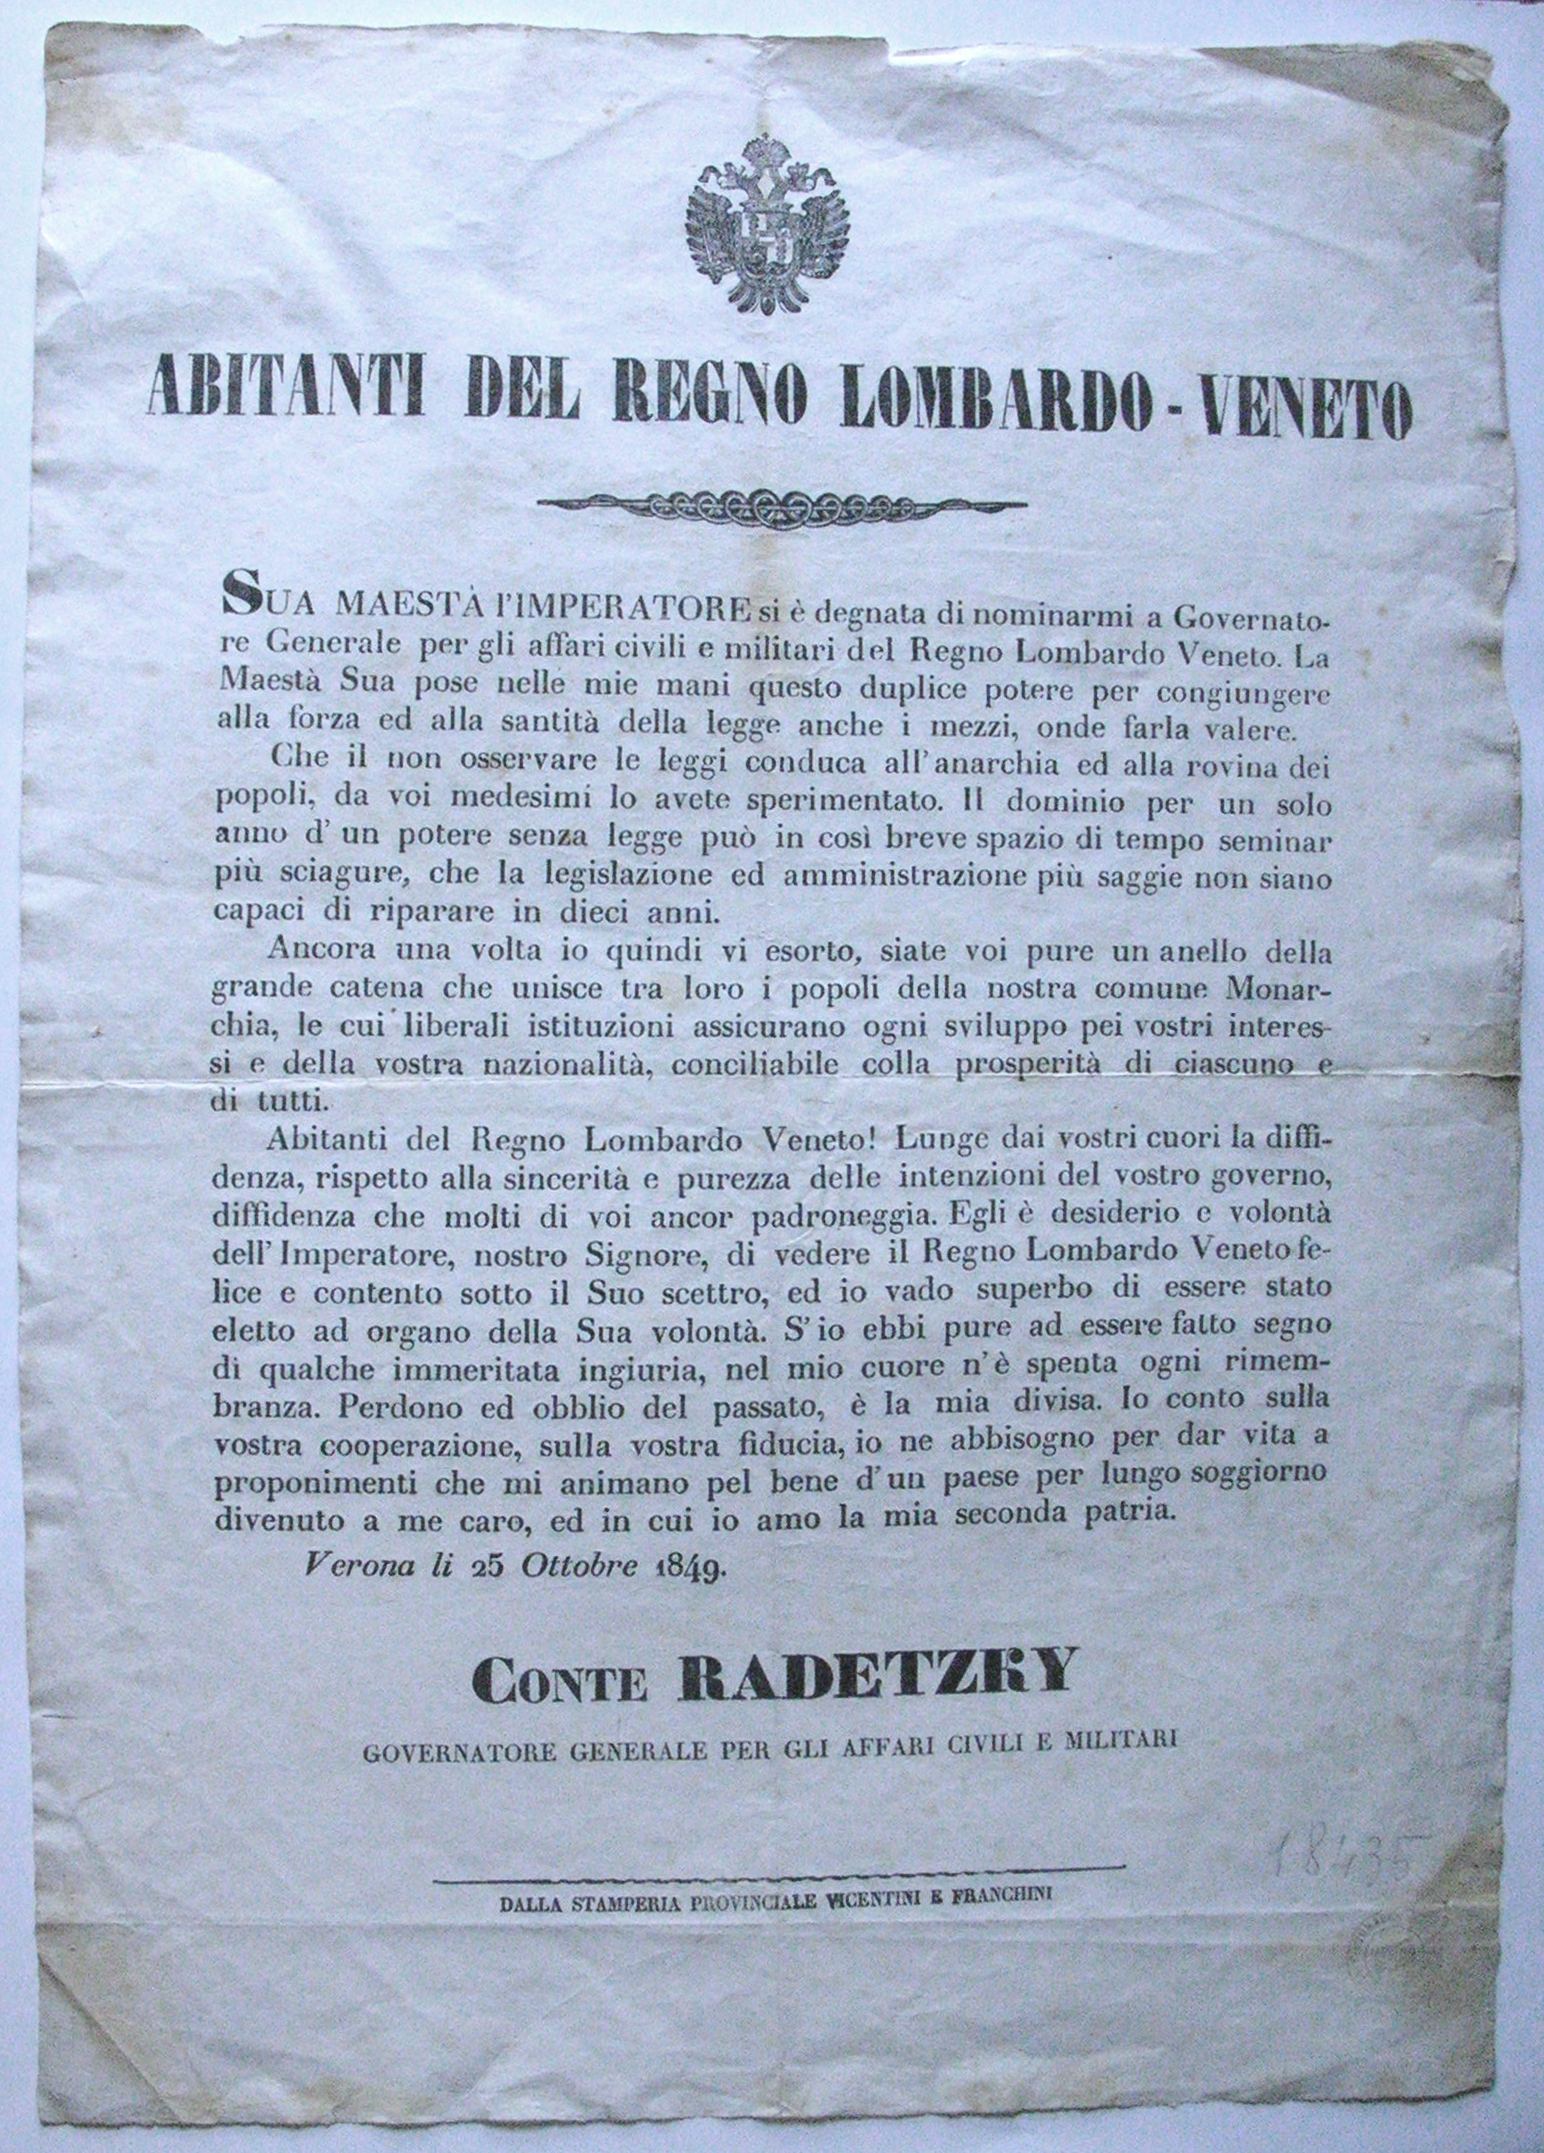 ABITANTI DEL REGNO LOMBARDO - VENETO
SUA MAESTÀ l'IMPERATORE si è degnata di nominarmi a Governato-
re Generale per gli affari civili e militari del Regno Lombardo Veneto. La
Maestà Sua pose nelle mie mani questo duplice potere per congiungere
alla forza ed alla santità della legge anche i mezzi, onde farla valere.
Che il non osservare le leggi conduca all'anarchia ed alla rovina dei
popoli, da voi medesimi lo avete sperimentato. Il dominio per un solo
anno d'un potere senza legge può in così breve spazio di tempo seminar
più sciagure, che la legislazione ed amministrazione più saggie non siano
capaci di riparare in dieci anni.
Ancora una volta io quindi vi esorto, siate voi pure un anello della
grande catena che unisce tra loro i popoli della nostra comune Monar-
chia, le cui liberali istituzioni assicurano ogni sviluppo pei vostri interes-
si e della vostra nazionalità, conciliabile colla prosperità di ciascuno e
di tutti.
Abitanti del Regno Lombardo Veneto! Lunge dai vostri cuori la diffi-
denza, rispetto alla sincerità e purezza delle intenzioni del vostro governo,
diffidenza che molti di voi ancor padroneggia. Egli è desiderio e volontà
dell'Imperatore, nostro Signore, di vedere il Regno Lombardo Veneto fe-
lice e contento sotto il Suo scettro, ed io vado superbo di essere stato
eletto ad organo della Sua volontà. S'io ebbi pure ad essere fatto segno
di qualche immeritata ingiuria, nel mio cuore n'è spenta ogni rimem-
branza. Perdono ed obblio del passato, è la mia divisa. Io conto sulla
vostra cooperazione, sulla vostra fiducia, io ne abbisogno per dar vita a
proponimenti che mi animano pel bene d'un paese per lungo soggiorno
divenuto a me caro, ed in cui io amo la mia seconda patria.
Verona li 25 Ottobre 1849.
CONTE RADETZKY
GOVERNATORE GENERALE PER GLI AFFARI CIVILI E MILITARI
18435
DALLA STAMPERIA PROVINCIALE VICENTINI E FRANCHINI